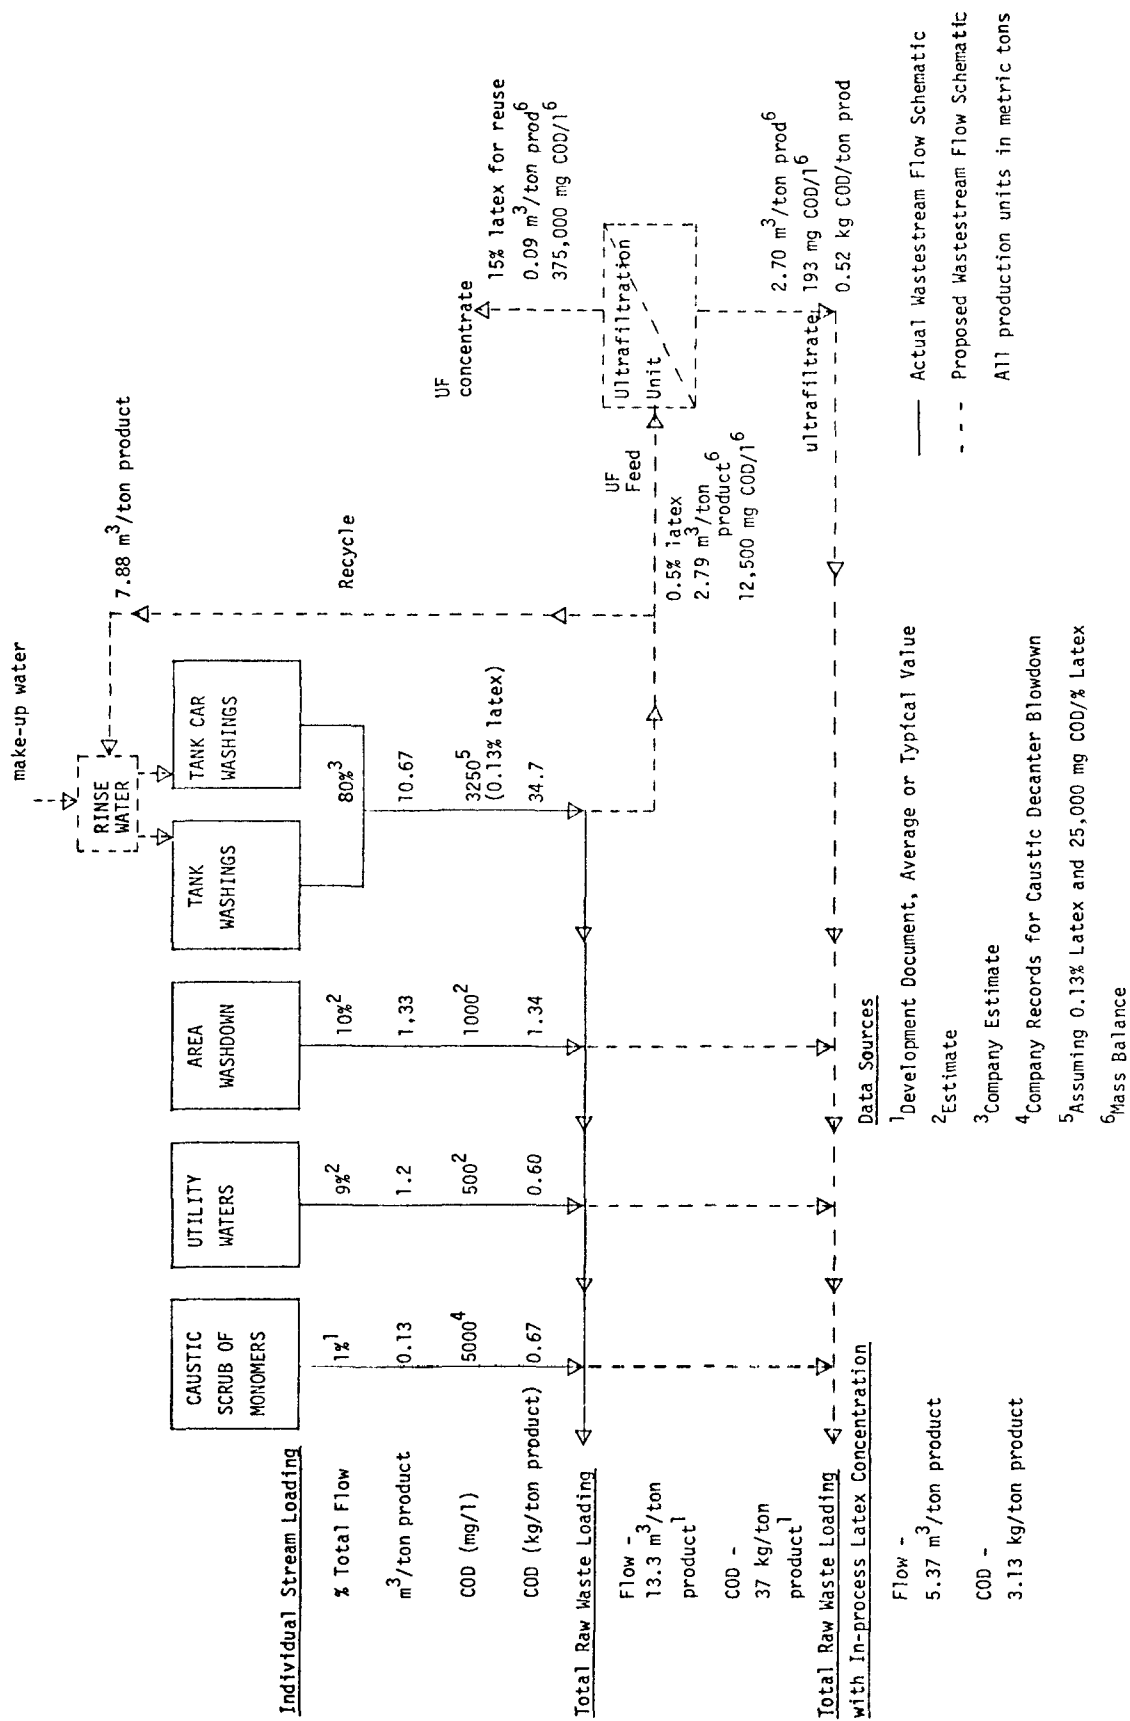 make-up water
RINSE
WATER
7.88 m³/ton product
Recycle
CAUSTIC
SCRUB OF
MONOMERS
UTILITY
WATERS
AREA
WASHDOWN
TANK
WASHINGS
TANK CAR
WASHINGS
Individual Stream Loading
% Total Flow
1%¹
9%²
10%²
80%³
m³/ton product
0.13
1.2
1.33
10.67
COD (mg/l)
5000⁴
500²
1000²
3250⁵
(0.13% latex)
COD (kg/ton product)
0.67
0.60
1.34
34.7
UF
concentrate
15% latex for reuse
0.09 m³/ton prod⁶
375,000 mg COD/l⁶
UF
Feed
0.5% latex
2.79 m³/ton
product⁶
12,500 mg COD/l⁶
Ultrafiltration
Unit
ultrafiltrate
2.70 m³/ton prod⁶
193 mg COD/l⁶
0.52 kg COD/ton prod
Total Raw Waste Loading
Flow -
13.3 m³/ton
product¹
COD -
37 kg/ton
product¹
Total Raw Waste Loading
with In-process Latex Concentration
Flow -
5.37 m³/ton product
COD -
3.13 kg/ton product
Data Sources
¹Development Document, Average or Typical Value
²Estimate
³Company Estimate
⁴Company Records for Caustic Decanter Blowdown
⁵Assuming 0.13% Latex and 25,000 mg COD/% Latex
⁶Mass Balance
Actual Wastestream Flow Schematic
Proposed Wastestream Flow Schematic
All production units in metric tons